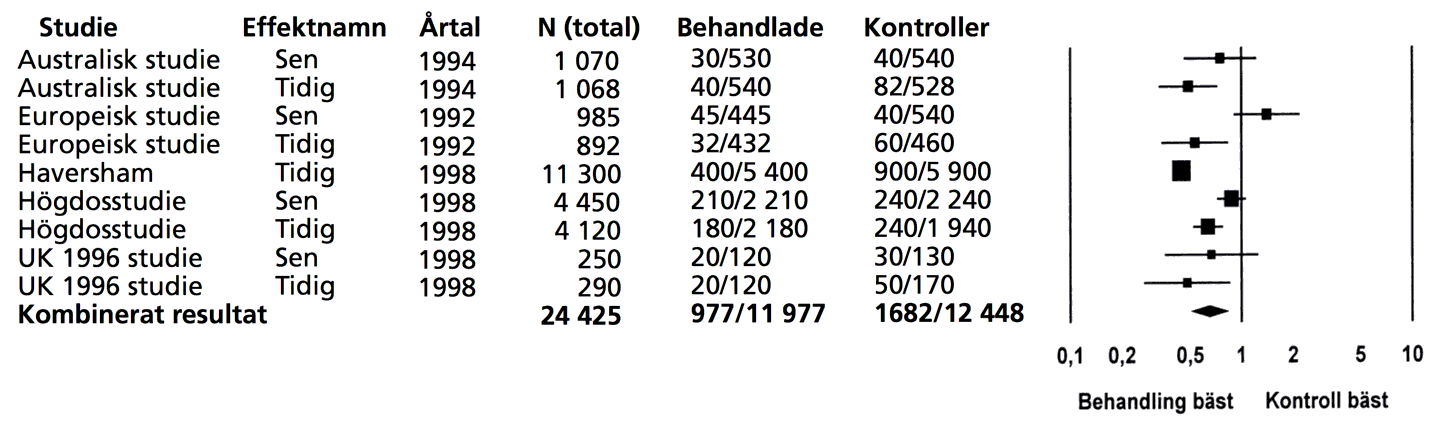 Studie Effektnamn Årtal N (total) Behandlade Kontroller
Australisk studie Sen 1994 1 070 30/530 40/540
Australisk studie Tidig 1994 1 068 40/540 82/528
Europeisk studie Sen 1992 985 45/445 40/540
Europeisk studie Tidig 1992 892 32/432 60/460
Haversham Tidig 1998 11 300 400/5 400 900/5 900
Högdosstudie Sen 1998 4 450 210/2 210 240/2 240
Högdosstudie Tidig 1998 4 120 180/2 180 240/1 940
UK 1996 studie Sen 1998 250 20/120 30/130
UK 1996 studie Tidig 1998 290 20/120 50/170
Kombinerat resultat 24 425 977/11 977 1682/12 448
0,1 0,2 0,5 1 2 5 10
Behandling bäst Kontroll bäst